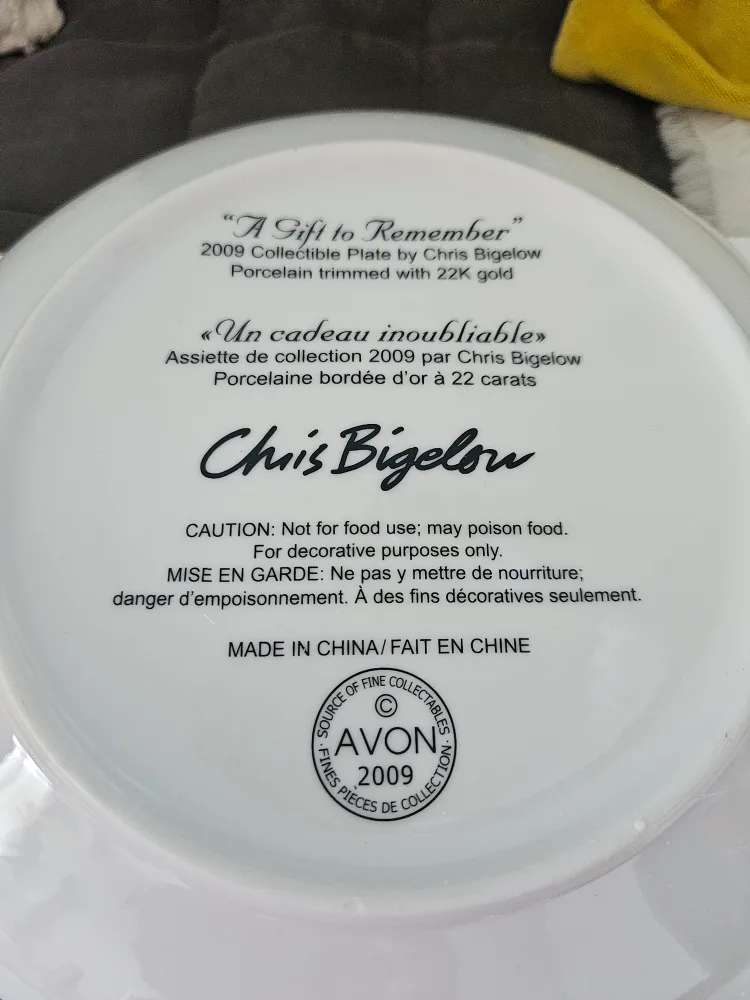 “A Gift to Remember”
2009 Collectible Plate by Chris Bigelow
Porcelain trimmed with 22K gold
«Un cadeau inoubliable»
Assiette de collection 2009 par Chris Bigelow
Porcelaine bordée d’or à 22 carats
Chris Bigelow
CAUTION: Not for food use; may poison food.
For decorative purposes only.
MISE EN GARDE: Ne pas y mettre de nourriture;
danger d’empoisonnement. À des fins décoratives seulement.
MADE IN CHINA/FAIT EN CHINE
· SOURCE OF FINE COLLECTABLES ·
©
AVON
2009
FINES PIÈCES DE COLLECTION